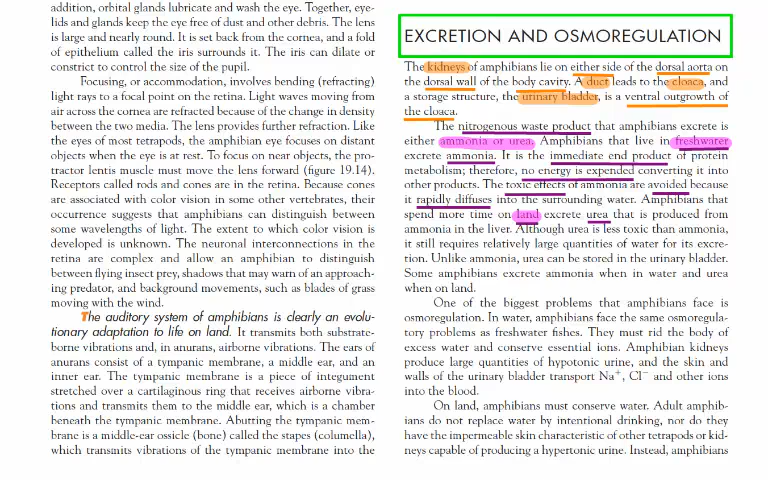 addition, orbital glands lubricate and wash the eye. Together, eye-
lids and glands keep the eye free of dust and other debris. The lens
is large and nearly round. It is set back from the cornea, and a fold
of epithelium called the iris surrounds it. The iris can dilate or
constrict to control the size of the pupil.
Focusing, or accommodation, involves bending (refracting)
light rays to a focal point on the retina. Light waves moving from
air across the cornea are refracted because of the change in density
between the two media. The lens provides further refraction. Like
the eyes of most tetrapods, the amphibian eye focuses on distant
objects when the eye is at rest. To focus on near objects, the pro-
tractor lentis muscle must move the lens forward (figure 19.14).
Receptors called rods and cones are in the retina. Because cones
are associated with color vision in some other vertebrates, their
occurrence suggests that amphibians can distinguish between
some wavelengths of light. The extent to which color vision is
developed is unknown. The neuronal interconnections in the
retina are complex and allow an amphibian to distinguish
between flying insect prey, shadows that may warn of an approach-
ing predator, and background movements, such as blades of grass
moving with the wind.
The auditory system of amphibians is clearly an evolu-
tionary adaptation to life on land. It transmits both substrate-
borne vibrations and, in anurans, airborne vibrations. The ears of
anurans consist of a tympanic membrane, a middle ear, and an
inner ear. The tympanic membrane is a piece of integument
stretched over a cartilaginous ring that receives airborne vibra-
tions and transmits them to the middle ear, which is a chamber
beneath the tympanic membrane. Abutting the tympanic mem-
brane is a middle-ear ossicle (bone) called the stapes (columella),
which transmits vibrations of the tympanic membrane into the
EXCRETION AND OSMOREGULATION
The kidneys of amphibians lie on either side of the dorsal aorta on
the dorsal wall of the body cavity. A duct leads to the cloaca, and
a storage structure, the urinary bladder, is a ventral outgrowth of
the cloaca.
The nitrogenous waste product that amphibians excrete is
either ammonia or urea. Amphibians that live in freshwater
excrete ammonia. It is the immediate end product of protein
metabolism; therefore, no energy is expended converting it into
other products. The toxic effects of ammonia are avoided because
it rapidly diffuses into the surrounding water. Amphibians that
spend more time on land excrete urea that is produced from
ammonia in the liver. Although urea is less toxic than ammonia,
it still requires relatively large quantities of water for its excre-
tion. Unlike ammonia, urea can be stored in the urinary bladder.
Some amphibians excrete ammonia when in water and urea
when on land.
One of the biggest problems that amphibians face is
osmoregulation. In water, amphibians face the same osmoregula-
tory problems as freshwater fishes. They must rid the body of
excess water and conserve essential ions. Amphibian kidneys
produce large quantities of hypotonic urine, and the skin and
walls of the urinary bladder transport Na⁺, Cl⁻ and other ions
into the blood.
On land, amphibians must conserve water. Adult amphib-
ians do not replace water by intentional drinking, nor do they
have the impermeable skin characteristic of other tetrapods or kid-
neys capable of producing a hypertonic urine. Instead, amphibians